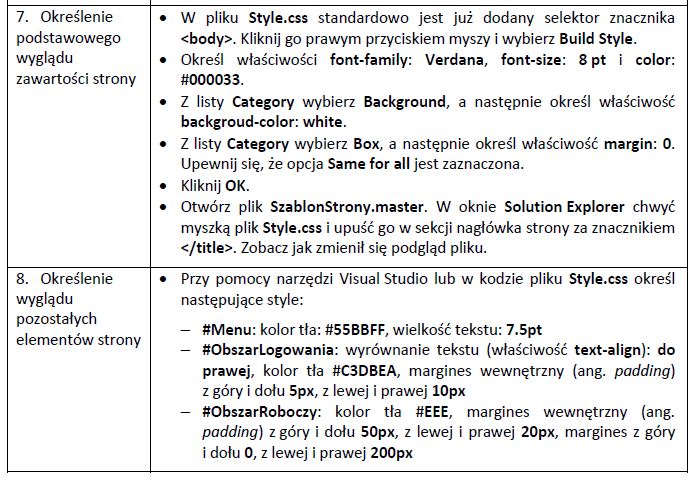 7. Określenie
podstawowego
wyglądu
zawartości strony
• W pliku Style.css standardowo jest już dodany selektor znacznika
<body>. Kliknij go prawym przyciskiem myszy i wybierz Build Style.
• Określ właściwości font-family: Verdana, font-size: 8 pt i color:
#000033.
• Z listy Category wybierz Background, a następnie określ właściwość
backgroud-color: white.
• Z listy Category wybierz Box, a następnie określ właściwość margin: 0.
Upewnij się, że opcja Same for all jest zaznaczona.
• Kliknij OK.
• Otwórz plik SzablonStrony.master. W oknie Solution Explorer chwyć
myszką plik Style.css i upuść go w sekcji nagłówka strony za znacznikiem
</title>. Zobacz jak zmienił się podgląd pliku.
8. Określenie
wyglądu
pozostałych
elementów strony
• Przy pomocy narzędzi Visual Studio lub w kodzie pliku Style.css określ
następujące style:
– #Menu: kolor tła: #55BBFF, wielkość tekstu: 7.5pt
– #ObszarLogowania: wyrównanie tekstu (właściwość text-align): do
prawej, kolor tła #C3DBEA, margines wewnętrzny (ang. padding)
z góry i dołu 5px, z lewej i prawej 10px
– #ObszarRoboczy: kolor tła #EEE, margines wewnętrzny (ang.
padding) z góry i dołu 50px, z lewej i prawej 20px, margines z góry
i dołu 0, z lewej i prawej 200px